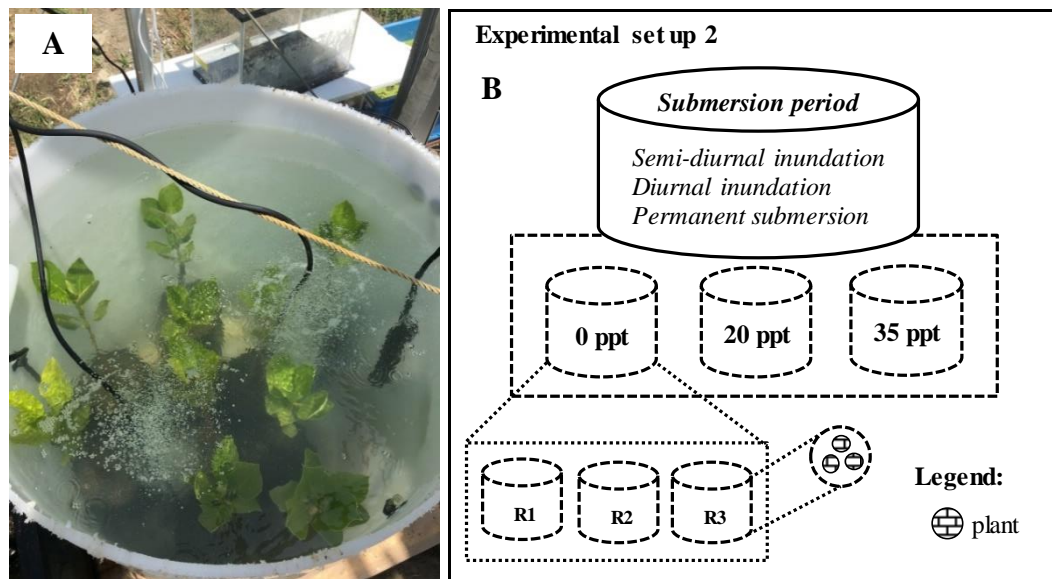 A
Experimental set up 2
B
Submersion period
Semi-diurnal inundation
Diurnal inundation
Permanent submersion
0 ppt
20 ppt
35 ppt
R1
R2
R3
Legend:
plant